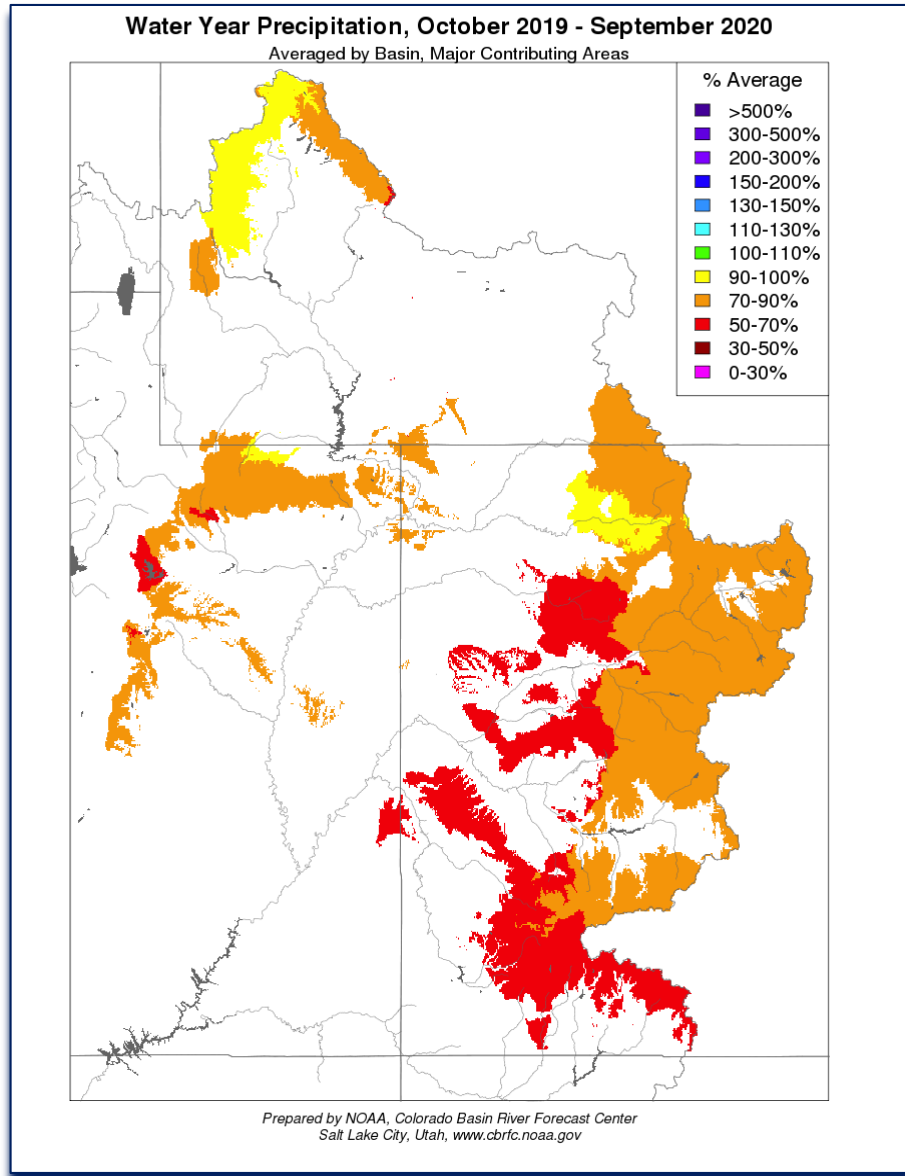 Water Year Precipitation, October 2019 - September 2020
Averaged by Basin, Major Contributing Areas
% Average
>500%
300-500%
200-300%
150-200%
130-150%
110-130%
100-110%
90-100%
70-90%
50-70%
30-50%
0-30%
Prepared by NOAA, Colorado Basin River Forecast Center
Salt Lake City, Utah, www.cbrfc.noaa.gov